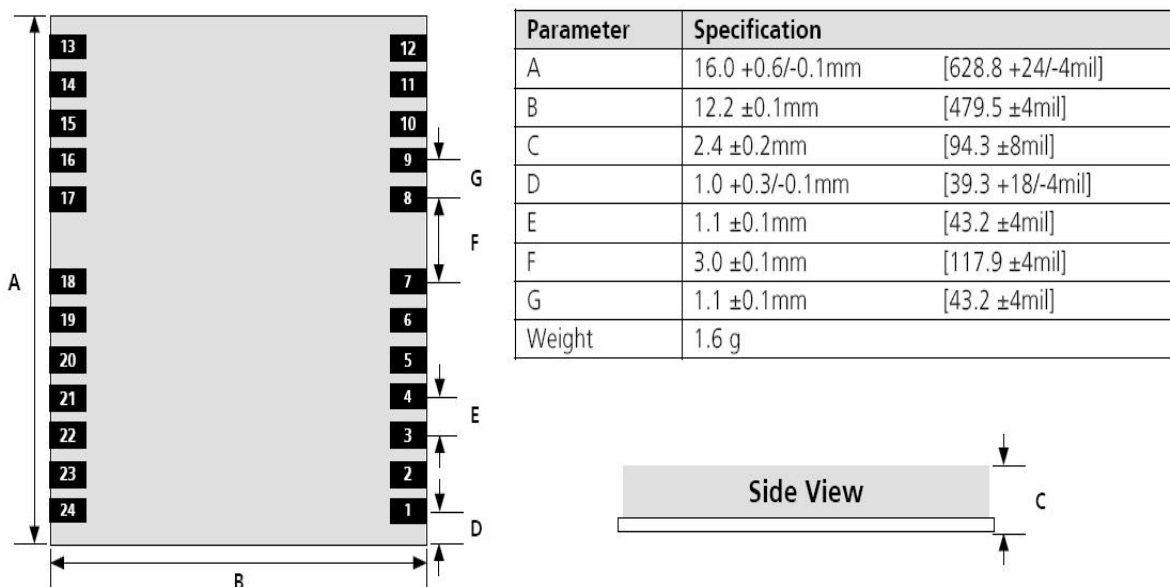 13 12
14 11
15 10
16 9
G
17 8
F
A
18 7
19 6
20 5
21 4
E
22 3
23 2
24 1
D
B
Parameter Specification
A 16.0 +0.6/-0.1mm [628.8 +24/-4mil]
B 12.2 ±0.1mm [479.5 ±4mil]
C 2.4 ±0.2mm [94.3 ±8mil]
D 1.0 +0.3/-0.1mm [39.3 +18/-4mil]
E 1.1 ±0.1mm [43.2 ±4mil]
F 3.0 ±0.1mm [117.9 ±4mil]
G 1.1 ±0.1mm [43.2 ±4mil]
Weight 1.6 g
Side View
C